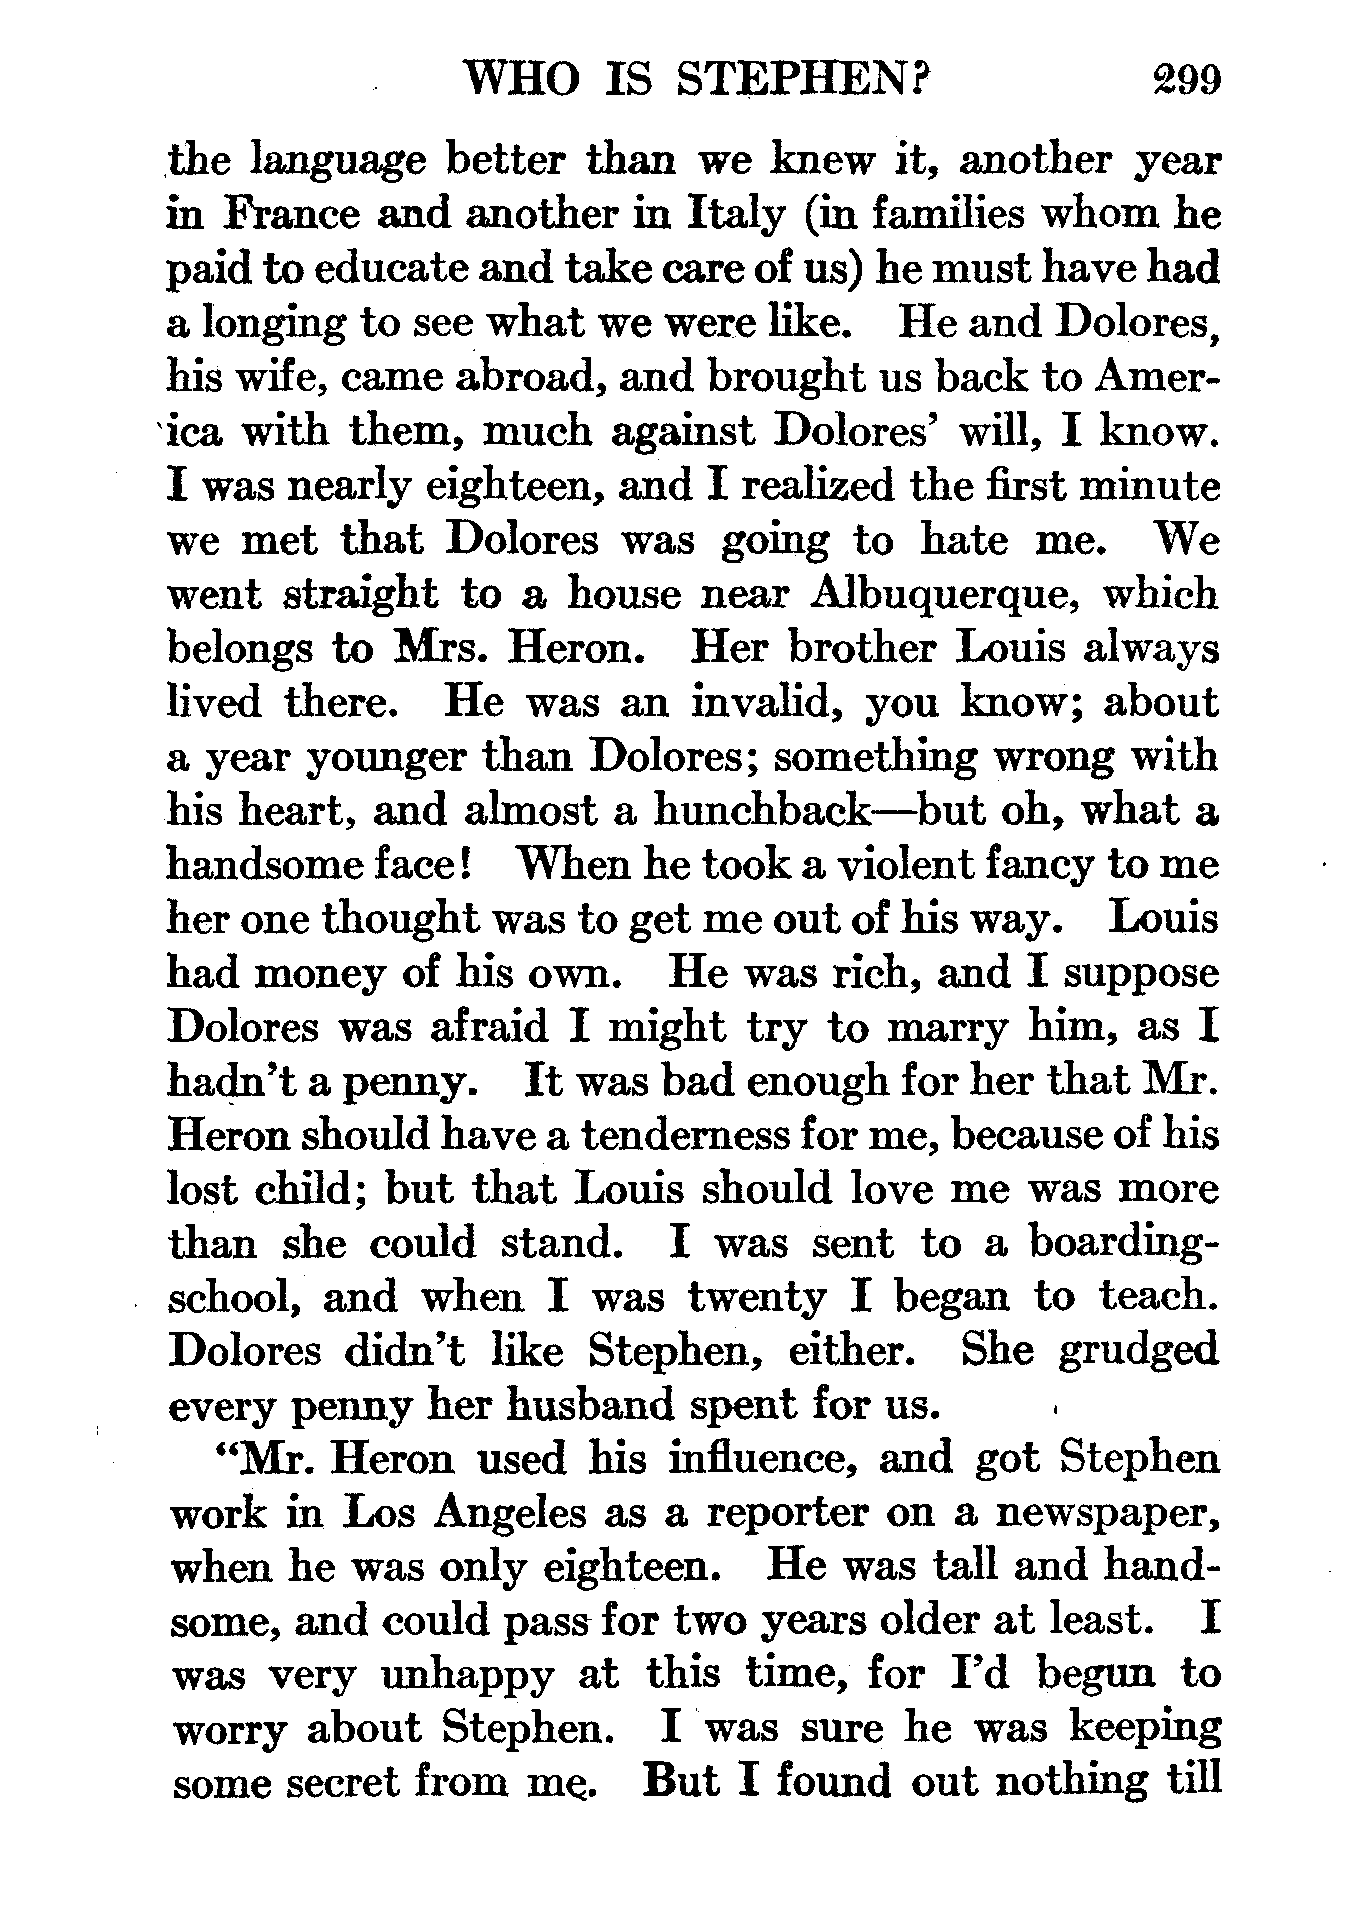 WHO IS STEPHEN? 299
the language better than we knew it, another year
in France and another in Italy (in families whom he
paid to educate and take care of us) he must have had
a longing to see what we were like. He and Dolores,
his wife, came abroad, and brought us back to Amer-
ica with them, much against Dolores' will, I know.
I was nearly eighteen, and I realized the first minute
we met that Dolores was going to hate me. We
went straight to a house near Albuquerque, which
belongs to Mrs. Heron. Her brother Louis always
lived there. He was an invalid, you know; about
a year younger than Dolores; something wrong with
his heart, and almost a hunchback—but oh, what a
handsome face! When he took a violent fancy to me
her one thought was to get me out of his way. Louis
had money of his own. He was rich, and I suppose
Dolores was afraid I might try to marry him, as I
hadn't a penny. It was bad enough for her that Mr.
Heron should have a tenderness for me, because of his
lost child; but that Louis should love me was more
than she could stand. I was sent to a boarding-
school, and when I was twenty I began to teach.
Dolores didn't like Stephen, either. She grudged
every penny her husband spent for us.
"Mr. Heron used his influence, and got Stephen
work in Los Angeles as a reporter on a newspaper,
when he was only eighteen. He was tall and hand-
some, and could pass for two years older at least. I
was very unhappy at this time, for I'd begun to
worry about Stephen. I was sure he was keeping
some secret from me. But I found out nothing till